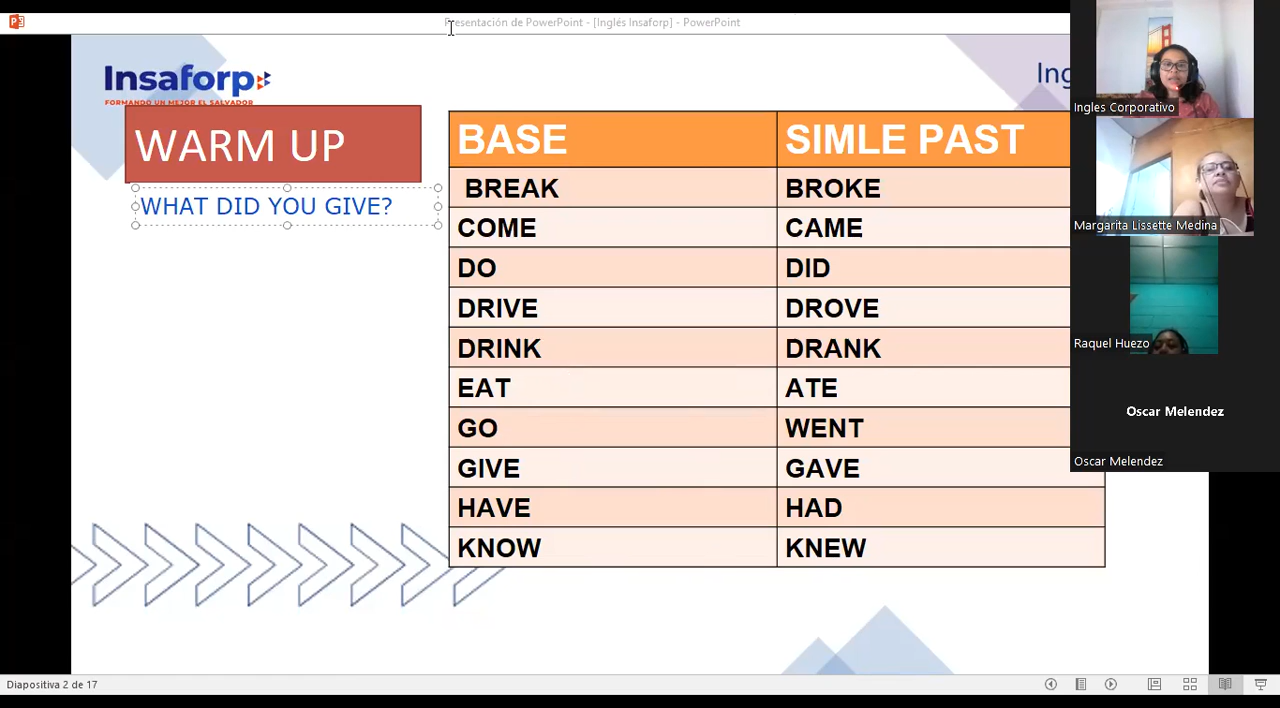 Presentación de PowerPoint - [Inglés Insaforp] - PowerPoint
Insaforp
FORMANDO UN MEJOR EL SALVADOR
Ing
WARM UP
WHAT DID YOU GIVE?
BASE SIMLE PAST
BREAK BROKE
COME CAME
DO DID
DRIVE DROVE
DRINK DRANK
EAT ATE
GO WENT
GIVE GAVE
HAVE HAD
KNOW KNEW
Ingles Corporativo
Margarita Lissette Medina
Raquel Huezo
Oscar Melendez
Oscar Melendez
Diapositiva 2 de 17